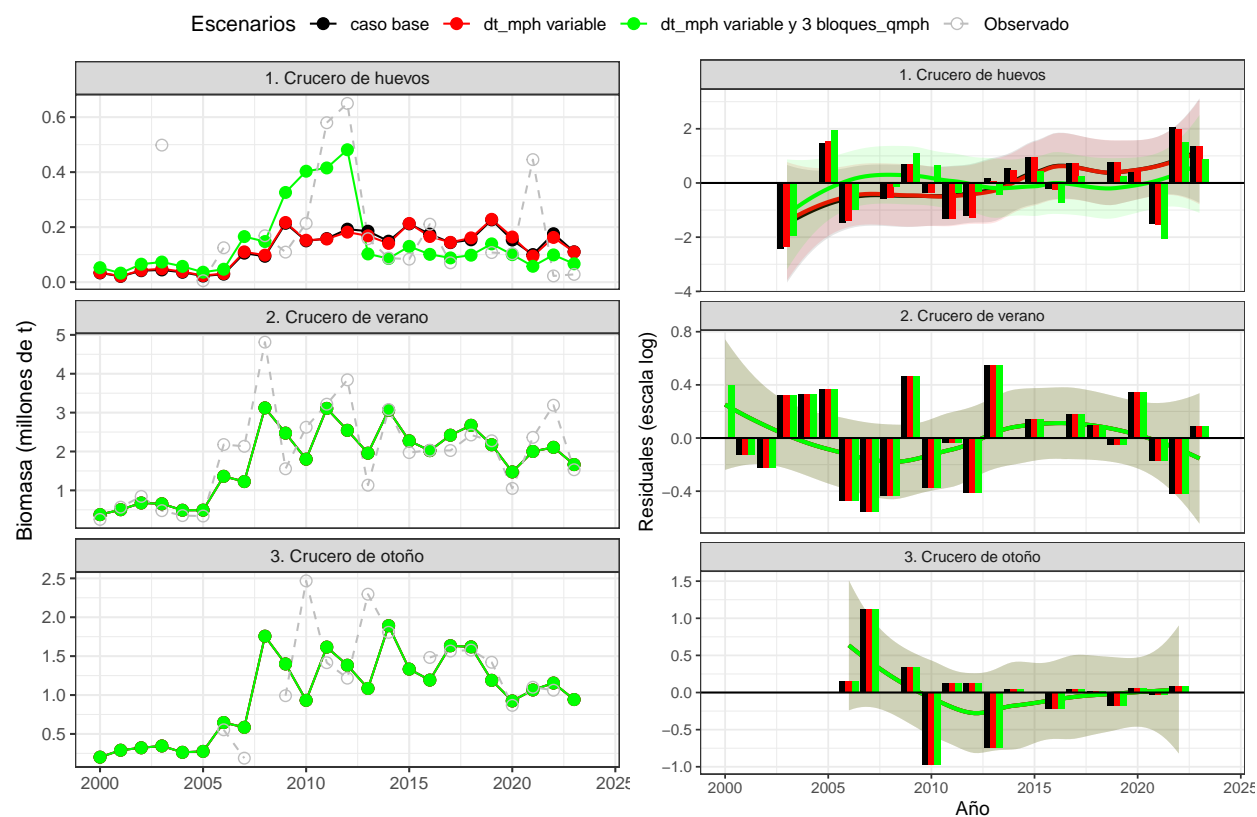 Escenarios caso base dt_mph variable dt_mph variable y 3 bloques_qmph Observado
1. Crucero de huevos
0.6
0.4
0.2
0.0
2. Crucero de verano
5
4
3
2
1
3. Crucero de otoño
2.5
2.0
1.5
1.0
0.5
2000 2005 2010 2015 2020 2025
Biomasa (millones de t)
1. Crucero de huevos
2
0
−2
−4
2. Crucero de verano
0.8
0.4
0.0
−0.4
3. Crucero de otoño
1.5
1.0
0.5
0.0
−0.5
−1.0
2000 2005 2010 2015 2020 2025
Año
Residuales (escala log)